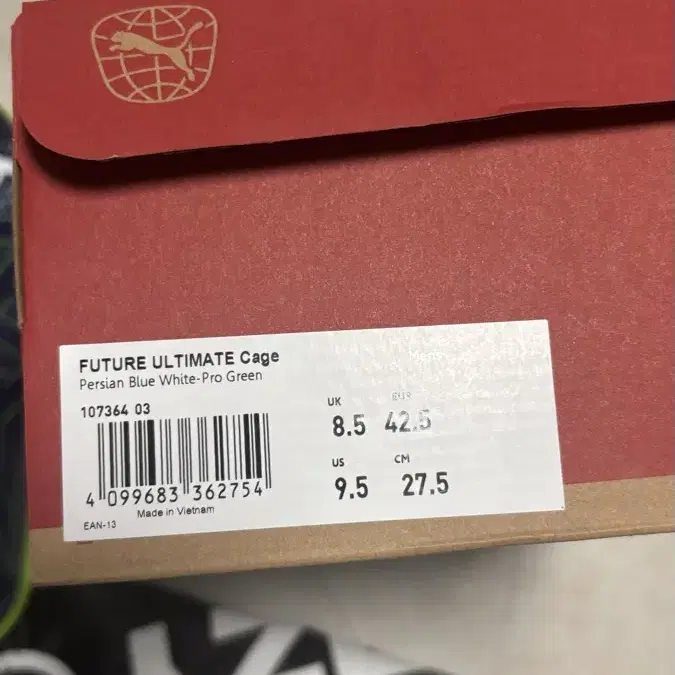 FUTURE ULTIMATE Cage
Persian Blue White-Pro Green
Mens
107364 03
UK EUR
8.5 42.5
US CM
9.5 27.5
4 099683 362754
Made in Vietnam
EAN-13